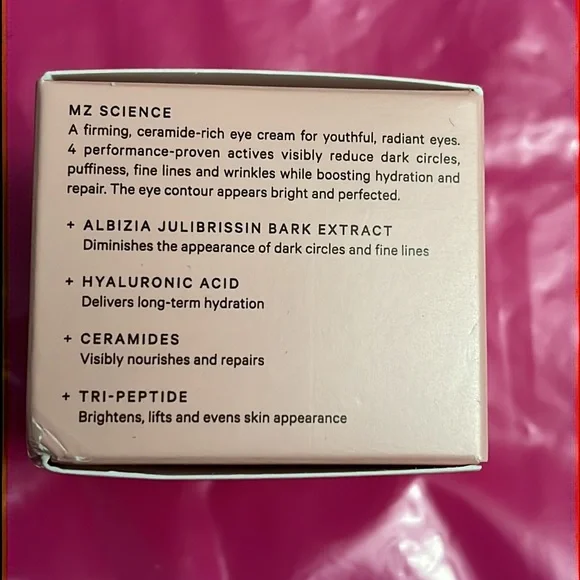 MZ SCIENCE
A firming, ceramide-rich eye cream for youthful, radiant eyes.
4 performance-proven actives visibly reduce dark circles,
puffiness, fine lines and wrinkles while boosting hydration and
repair. The eye contour appears bright and perfected.
+ ALBIZIA JULIBRISSIN BARK EXTRACT
Diminishes the appearance of dark circles and fine lines
+ HYALURONIC ACID
Delivers long-term hydration
+ CERAMIDES
Visibly nourishes and repairs
+ TRI-PEPTIDE
Brightens, lifts and evens skin appearance